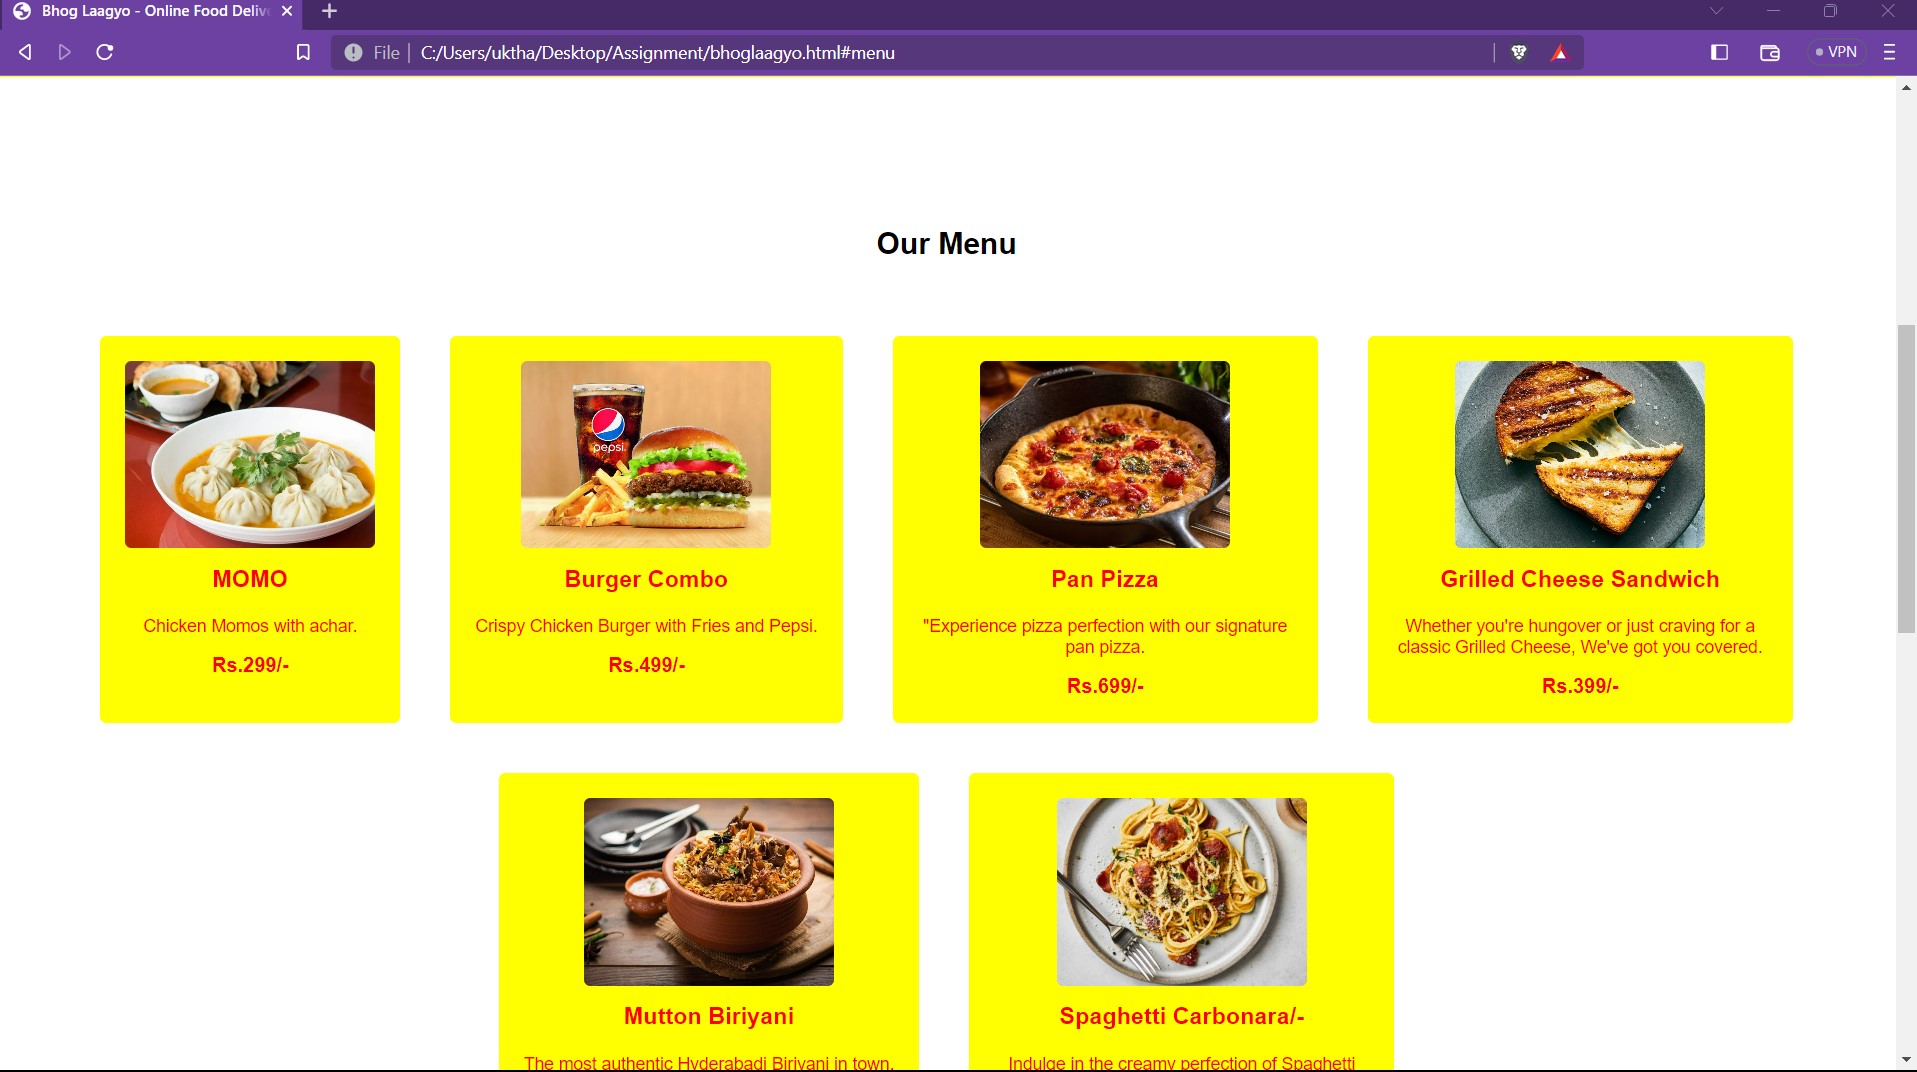 Bhog Laagyo - Online Food Delive
File
C:/Users/uktha/Desktop/Assignment/bhoglaagyo.html#menu
VPN
Our Menu
pepsi
MOMO
Chicken Momos with achar.
Rs.299/-
Burger Combo
Crispy Chicken Burger with Fries and Pepsi.
Rs.499/-
Pan Pizza
"Experience pizza perfection with our signature
pan pizza.
Rs.699/-
Grilled Cheese Sandwich
Whether you're hungover or just craving for a
classic Grilled Cheese, We've got you covered.
Rs.399/-
Mutton Biriyani
The most authentic Hyderabadi Biriyani in town.
Spaghetti Carbonara/-
Indulge in the creamy perfection of Spaghetti